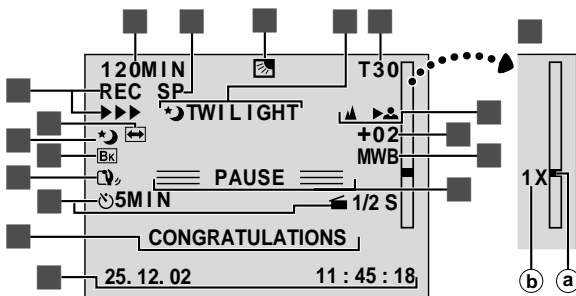 120MIN T30
REC SP
TWILIGHT
+02
BK MWB
PAUSE
5MIN 1/2 S
CONGRATULATIONS
25. 12. 02 11 : 45 : 18
1X
b a